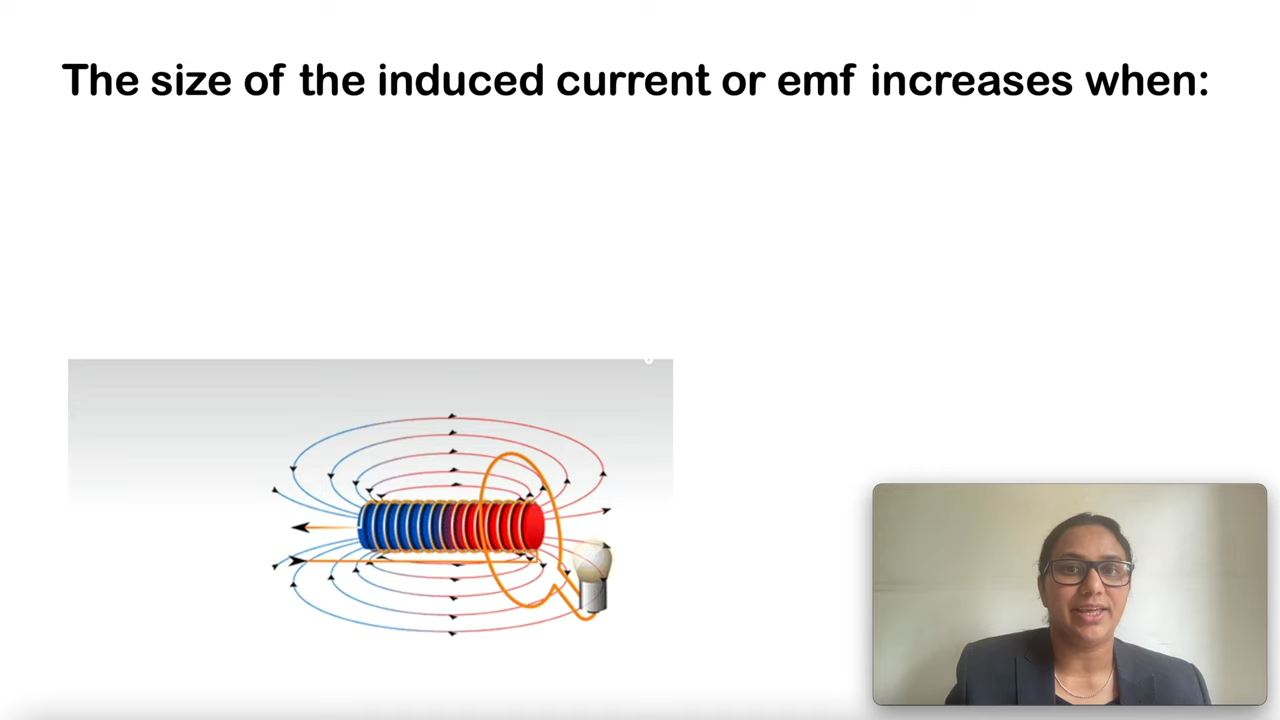 The size of the induced current or emf increases when: